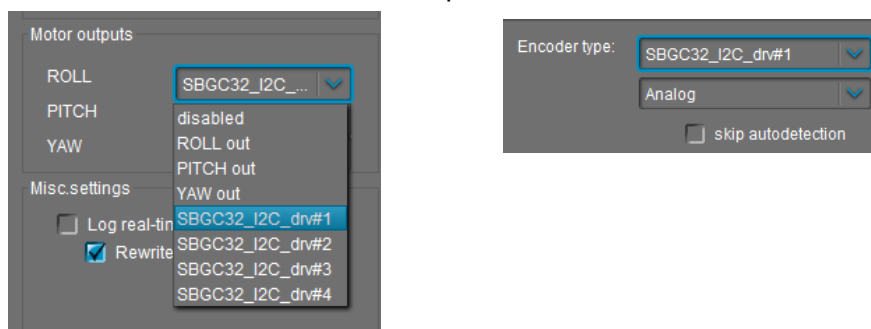 Motor outputs
ROLL
SBGC32_I2C_...
PITCH
YAW
disabled
ROLL out
PITCH out
YAW out
SBGC32_I2C_drv#1
SBGC32_I2C_drv#2
SBGC32_I2C_drv#3
SBGC32_I2C_drv#4
Misc.settings
Log real-tin
Rewrite
Encoder type:
SBGC32_I2C_drv#1
Analog
skip autodetection